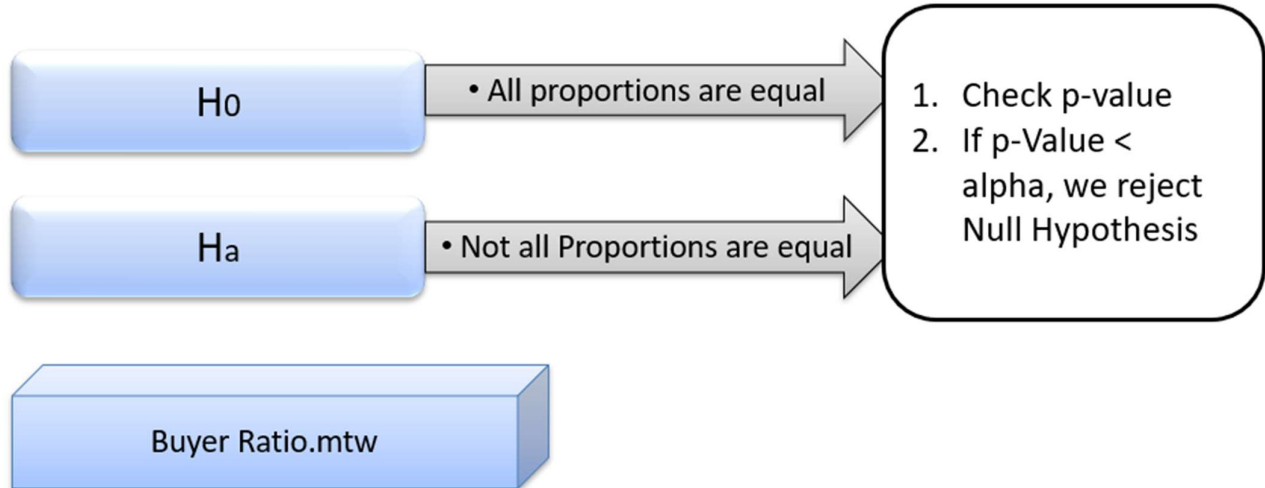 H0
• All proportions are equal
Ha
• Not all Proportions are equal
1. Check p-value
2. If p-Value <
alpha, we reject
Null Hypothesis
Buyer Ratio.mtw